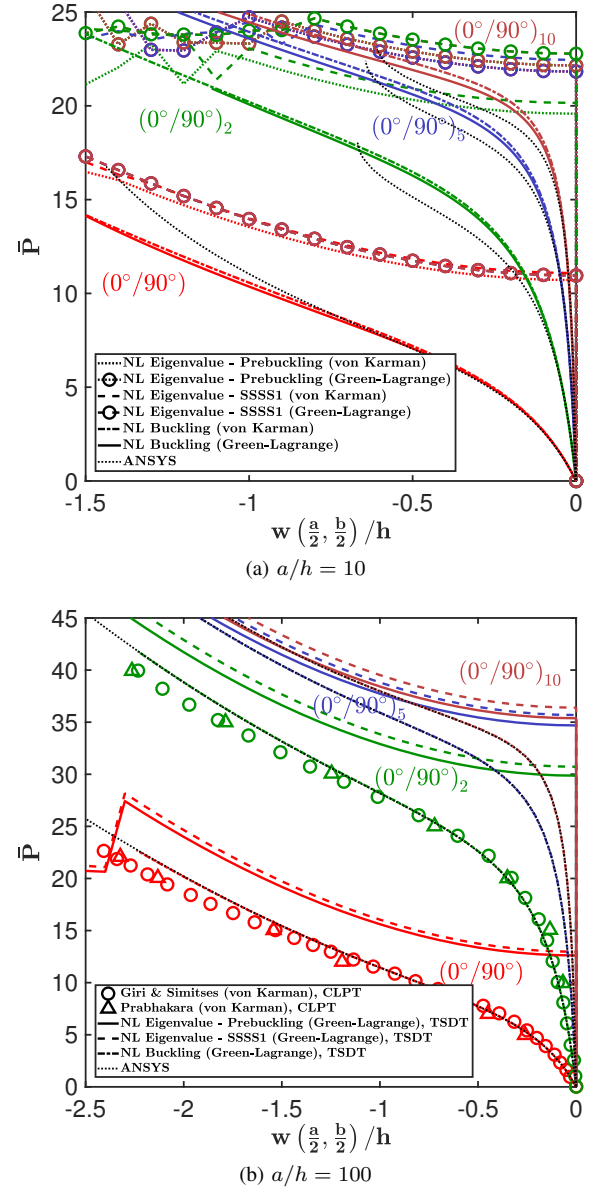 25
20
15
10
5
0
P̄
(0°/90°)₁₀
(0°/90°)₂
(0°/90°)₅
(0°/90°)
NL Eigenvalue - Prebuckling (von Karman)
NL Eigenvalue - Prebuckling (Green-Lagrange)
NL Eigenvalue - SSSS1 (von Karman)
NL Eigenvalue - SSSS1 (Green-Lagrange)
NL Buckling (von Karman)
NL Buckling (Green-Lagrange)
ANSYS
-1.5 -1 -0.5 0
w (a/2, b/2) /h
(a) a/h = 10
45
40
35
30
25
20
15
10
5
0
P̄
(0°/90°)₁₀
(0°/90°)₅
(0°/90°)₂
(0°/90°)
Giri & Simitses (von Karman), CLPT
Prabhakara (von Karman), CLPT
NL Eigenvalue - Prebuckling (Green-Lagrange), TSDT
NL Eigenvalue - SSSS1 (Green-Lagrange), TSDT
NL Buckling (Green-Lagrange), TSDT
ANSYS
-2.5 -2 -1.5 -1 -0.5 0
w (a/2, b/2) /h
(b) a/h = 100